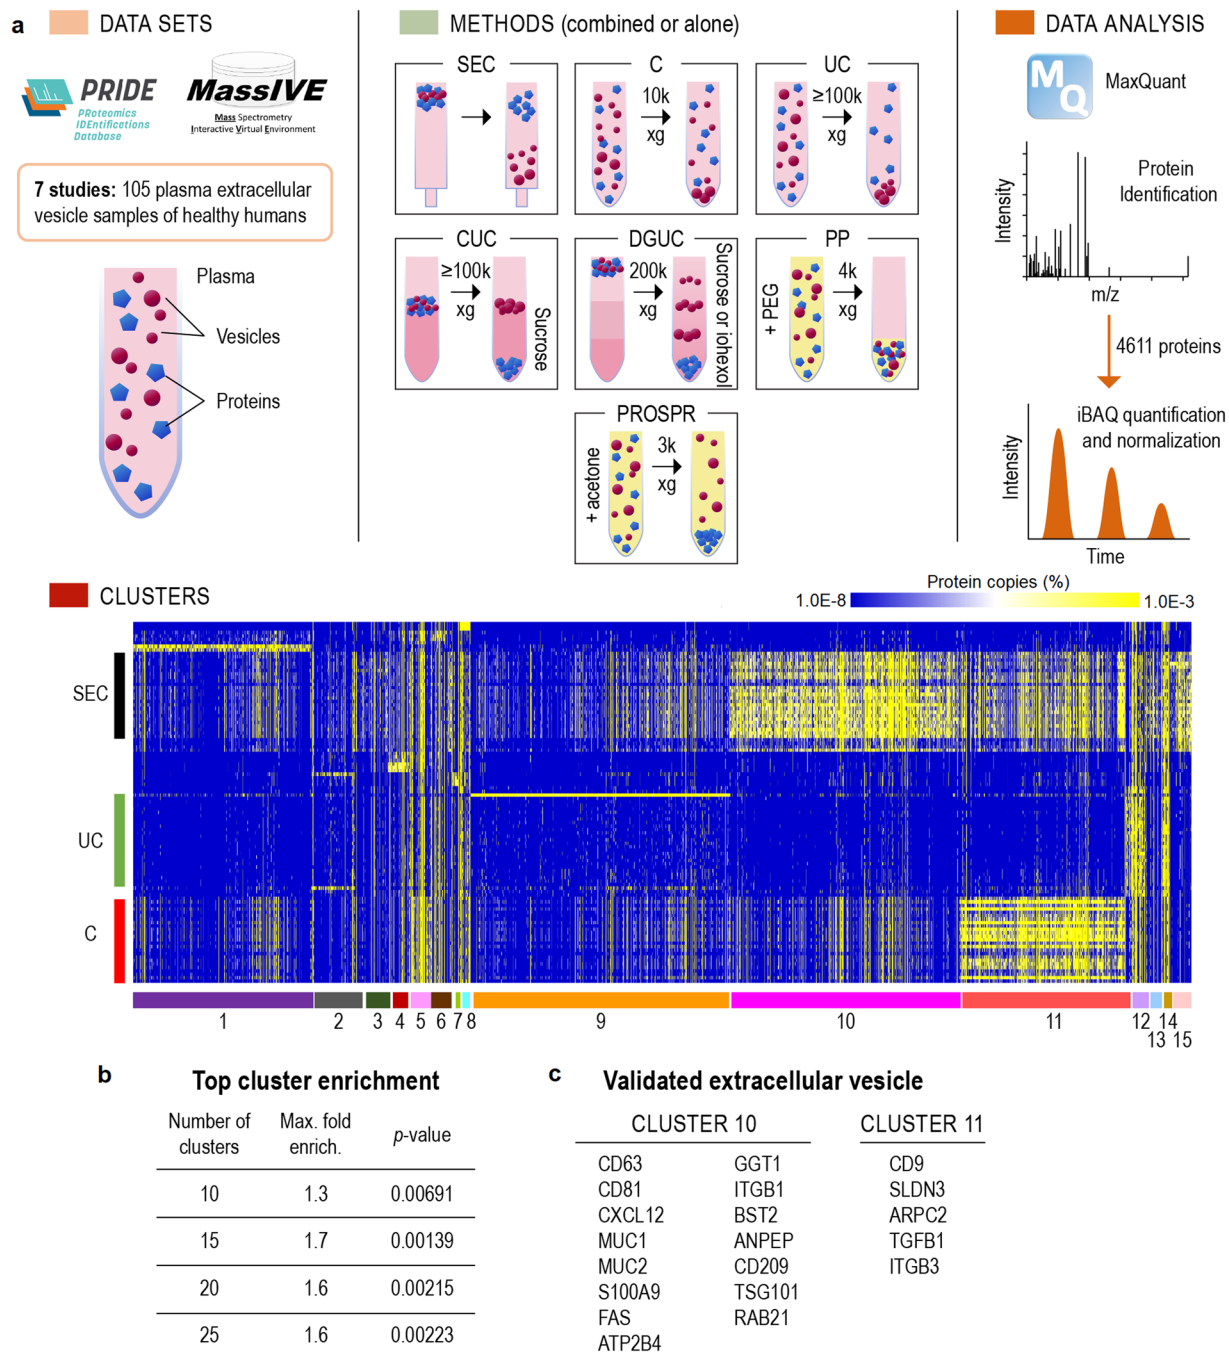 a
DATA SETS
PRIDE
PRoteomics
IDEntifications
Database
MassIVE
Mass Spectrometry
Interactive Virtual Environment
7 studies: 105 plasma extracellular
vesicle samples of healthy humans
Plasma
Vesicles
Proteins
METHODS (combined or alone)
SEC
C
10k
xg
UC
≥100k
xg
CUC
≥100k
xg
Sucrose
DGUC
200k
xg
Sucrose or iohexol
PP
+ PEG
4k
xg
PROSPR
+ acetone
3k
xg
DATA ANALYSIS
MQ
MaxQuant
Intensity
Protein
Identification
m/z
4611 proteins
iBAQ quantification
and normalization
Intensity
Time
CLUSTERS
Protein copies (%)
1.0E-8
1.0E-3
SEC
UC
C
1 2 3 4 5 6 7 8 9 10 11 12 13 14 15
b
Top cluster enrichment
Number of clusters Max. fold enrich. p-value
10 1.3 0.00691
15 1.7 0.00139
20 1.6 0.00215
25 1.6 0.00223
c
Validated extracellular vesicle
CLUSTER 10 CLUSTER 11
CD63 GGT1 CD9
CD81 ITGB1 SLDN3
CXCL12 BST2 ARPC2
MUC1 ANPEP TGFB1
MUC2 CD209 ITGB3
S100A9 TSG101
FAS RAB21
ATP2B4